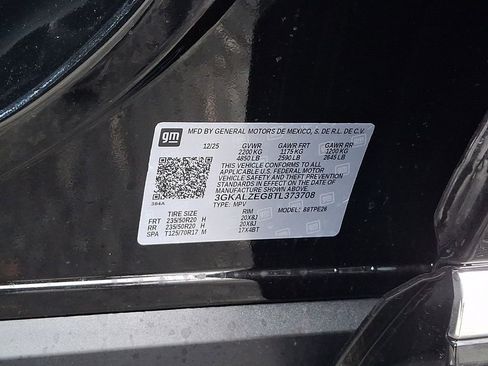 gm MFD BY GENERAL MOTORS DE MEXICO, S. DE R.L. DE C.V.
12/25 GVWR GAWR FRT GAWR RR
2200 KG 1175 KG 1200 KG
4850 LB 2590 LB 2645 LB
THIS VEHICLE CONFORMS TO ALL
APPLICABLE U.S. FEDERAL MOTOR
VEHICLE SAFETY AND THEFT PREVENTION
STANDARDS IN EFFECT ON THE DATE OF
MANUFACTURE SHOWN ABOVE.
3GKALZEG8TL373708
384A TYPE: MPV MODEL: 88TPE26
TIRE SIZE RIM
FRT 235/50R20 H 20X8J
RR 235/50R20 H 20X8J
SPA T125/70R17 M 17X4BT